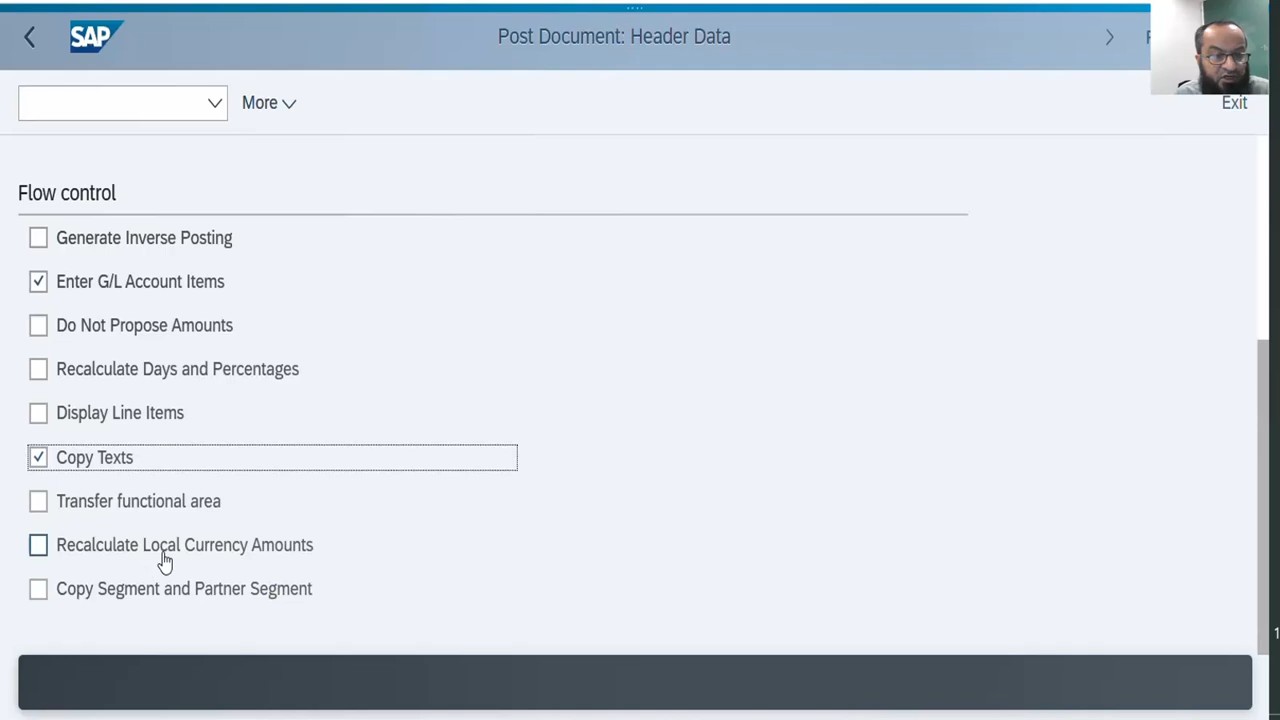 SAP
Post Document: Header Data
More
Exit
Flow control
Generate Inverse Posting
Enter G/L Account Items
Do Not Propose Amounts
Recalculate Days and Percentages
Display Line Items
Copy Texts
Transfer functional area
Recalculate Local Currency Amounts
Copy Segment and Partner Segment